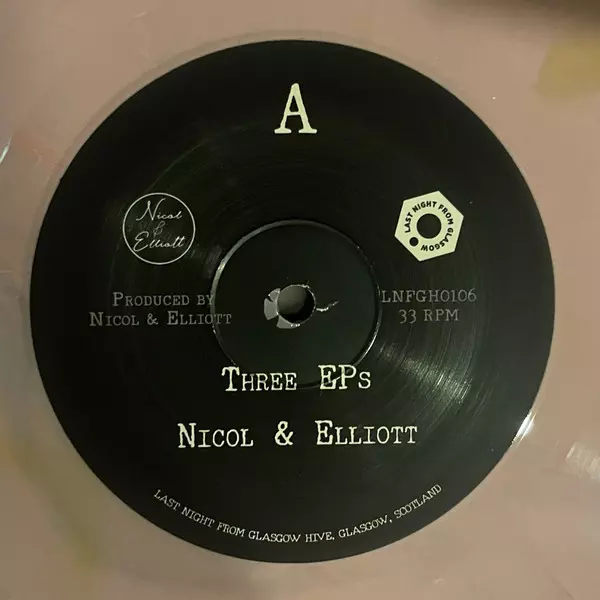 A
Nicol
&
Elliott
LAST NIGHT FROM GLASGOW
PRODUCED BY
NICOL & ELLIOTT
LNFGH0106
33 RPM
THREE EPS
NICOL & ELLIOTT
LAST NIGHT FROM GLASGOW HIVE, GLASGOW, SCOTLAND